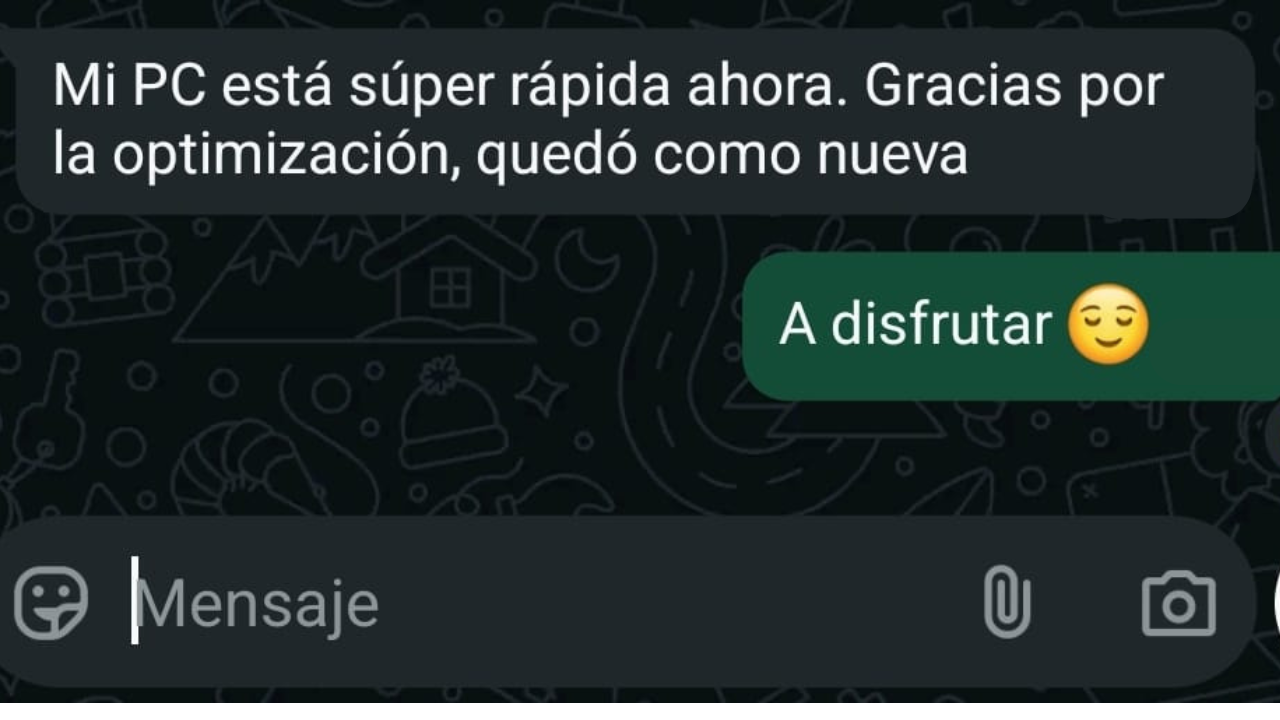 Mi PC está súper rápida ahora. Gracias por
la optimización, quedó como nueva
A disfrutar 😌
Mensaje